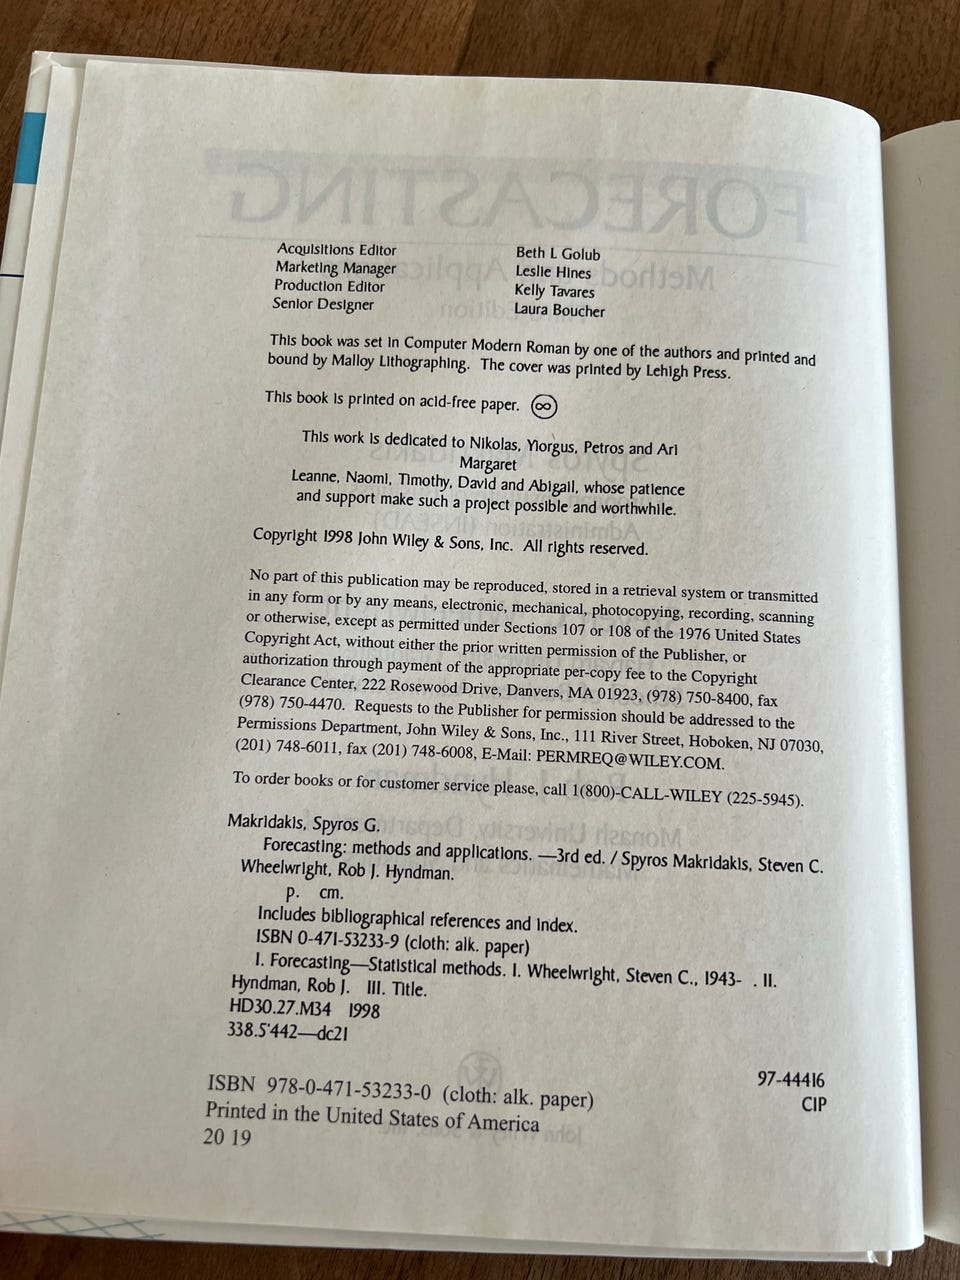 Acquisitions Editor Beth L Golub
Marketing Manager Leslie Hines
Production Editor Kelly Tavares
Senior Designer Laura Boucher
This book was set in Computer Modern Roman by one of the authors and printed and
bound by Malloy Lithographing. The cover was printed by Lehigh Press.
This book is printed on acid-free paper. ∞
This work is dedicated to Nikolas, Yiorgus, Petros and Ari
Margaret
Leanne, Naomi, Timothy, David and Abigail, whose patience
and support make such a project possible and worthwhile.
Copyright 1998 John Wiley & Sons, Inc. All rights reserved.
No part of this publication may be reproduced, stored in a retrieval system or transmitted
in any form or by any means, electronic, mechanical, photocopying, recording, scanning
or otherwise, except as permitted under Sections 107 or 108 of the 1976 United States
Copyright Act, without either the prior written permission of the Publisher, or
authorization through payment of the appropriate per-copy fee to the Copyright
Clearance Center, 222 Rosewood Drive, Danvers, MA 01923, (978) 750-8400, fax
(978) 750-4470. Requests to the Publisher for permission should be addressed to the
Permissions Department, John Wiley & Sons, Inc., 111 River Street, Hoboken, NJ 07030,
(201) 748-6011, fax (201) 748-6008, E-Mail: PERMREQ@WILEY.COM.
To order books or for customer service please, call 1(800)-CALL-WILEY (225-5945).
Makridakis, Spyros G.
Forecasting: methods and applications. —3rd ed. / Spyros Makridakis, Steven C.
Wheelwright, Rob J. Hyndman.
p. cm.
Includes bibliographical references and index.
ISBN 0-471-53233-9 (cloth: alk. paper)
I. Forecasting—Statistical methods. I. Wheelwright, Steven C., 1943- . II.
Hyndman, Rob J. III. Title.
HD30.27.M34 1998
338.5'442—dc21
97-44416
CIP
ISBN 978-0-471-53233-0 (cloth: alk. paper)
Printed in the United States of America
20 19